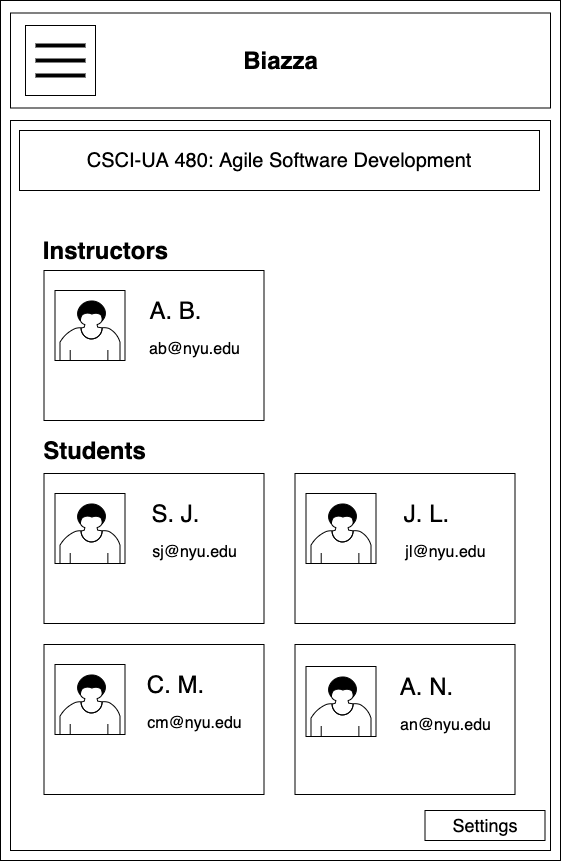 Biazza
CSCI-UA 480: Agile Software Development
Instructors
A. B.
ab@nyu.edu
Students
S. J.
sj@nyu.edu
J. L.
jl@nyu.edu
C. M.
cm@nyu.edu
A. N.
an@nyu.edu
Settings